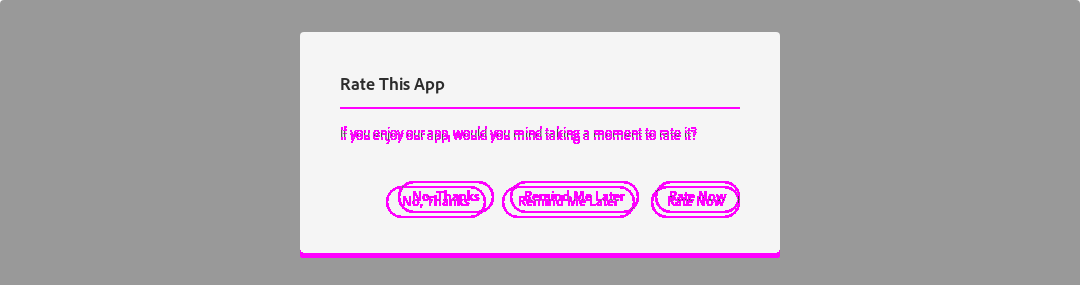 Rate This App
If you enjoy our app, would you mind taking a moment to rate it?
No, Thanks Remind Me Later Rate Now